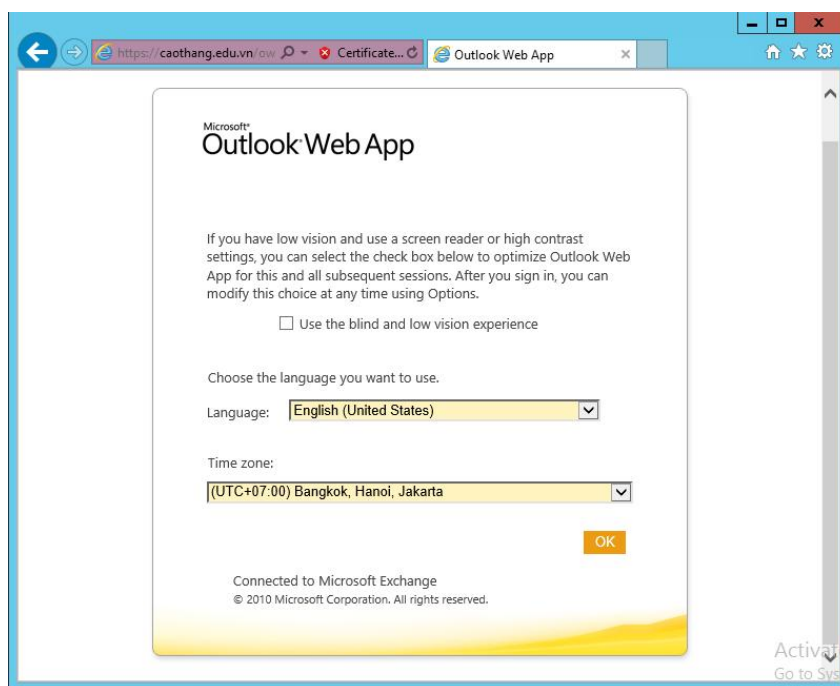 https://caothang.edu.vn/ow
Certificate...
Outlook Web App
Microsoft®
Outlook Web App
If you have low vision and use a screen reader or high contrast
settings, you can select the check box below to optimize Outlook Web
App for this and all subsequent sessions. After you sign in, you can
modify this choice at any time using Options.
Use the blind and low vision experience
Choose the language you want to use.
Language: English (United States)
Time zone:
(UTC+07:00) Bangkok, Hanoi, Jakarta
OK
Connected to Microsoft Exchange
© 2010 Microsoft Corporation. All rights reserved.
Activat
Go to Sys